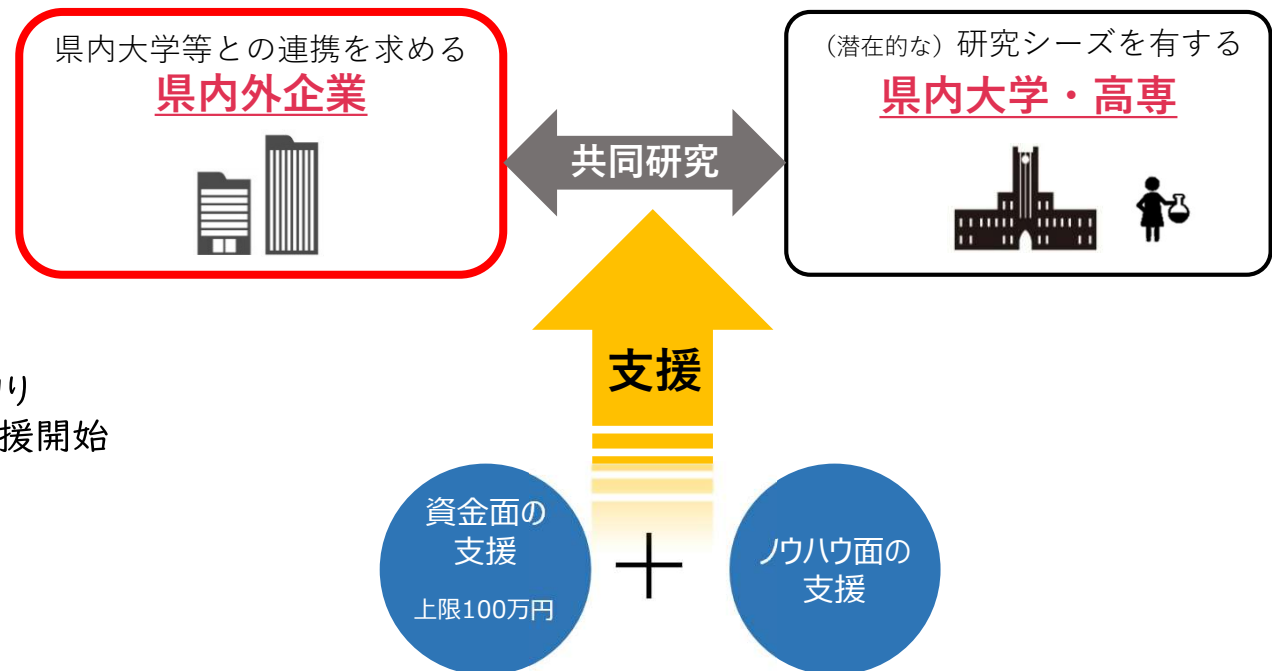 県内大学等との連携を求める
県内外企業
(潜在的な)研究シーズを有する
県内大学・高専
共同研究
支援
り
援開始
資金面の
支援
上限100万円
+
ノウハウ面の
支援